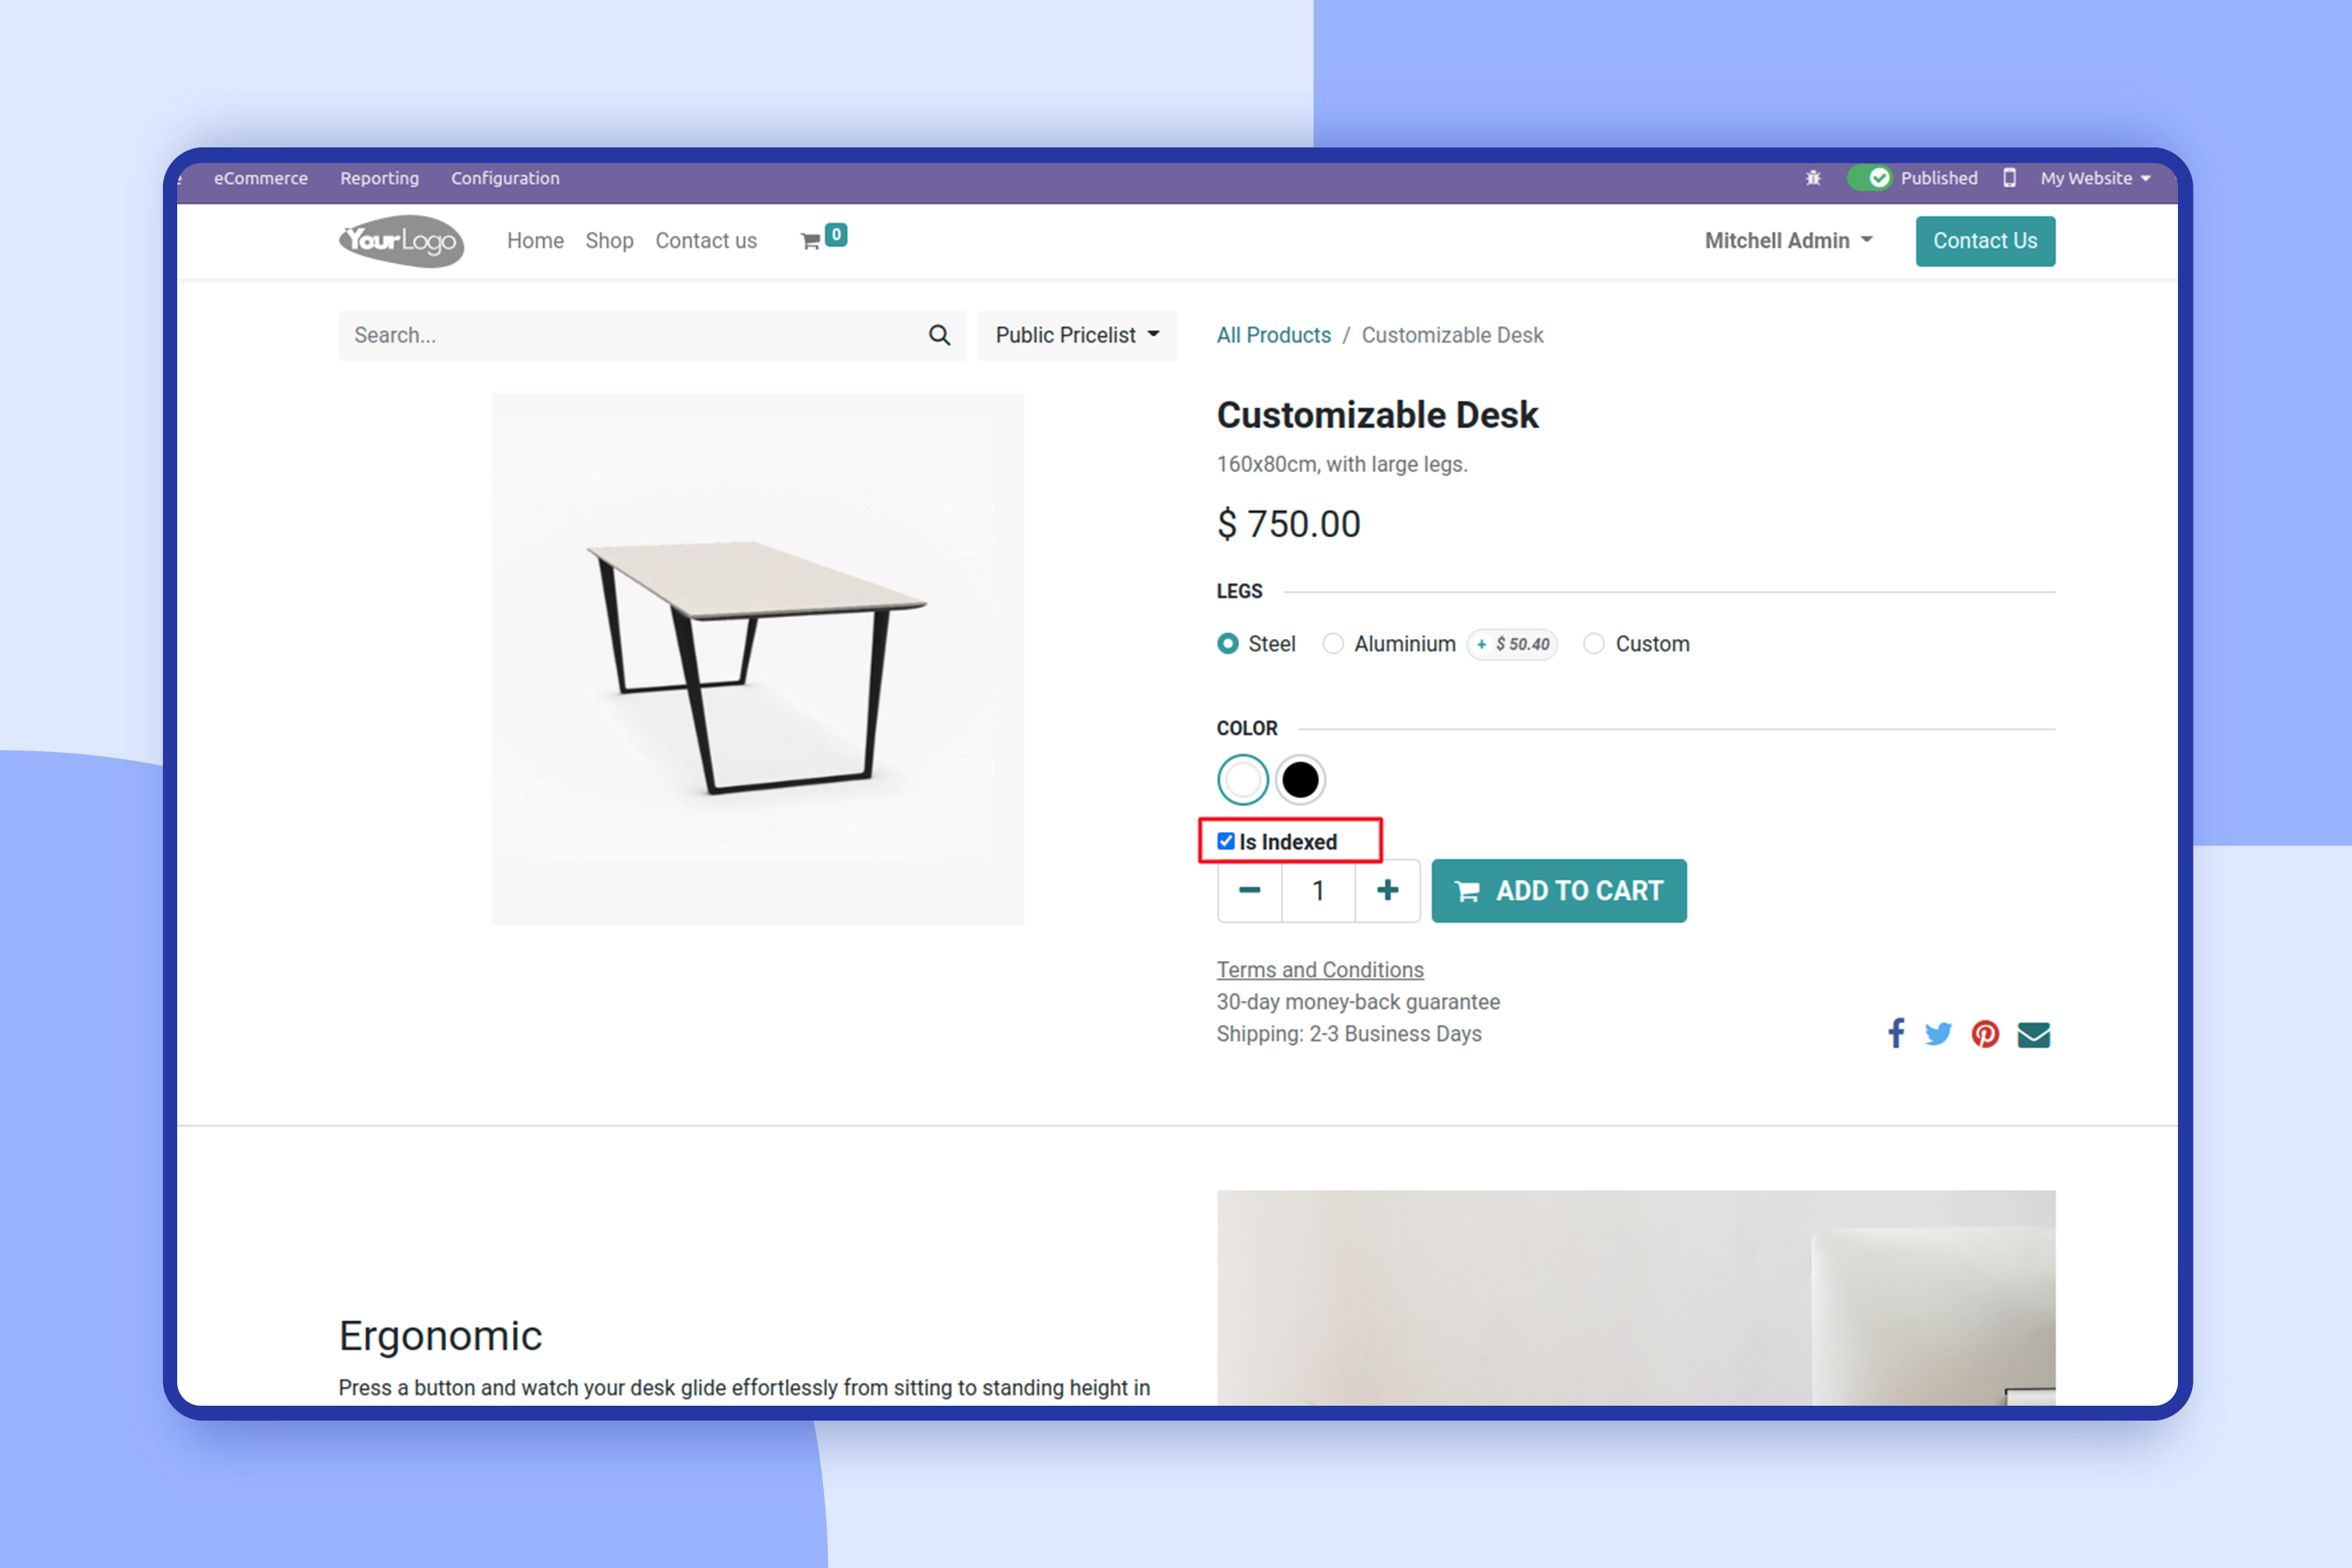 eCommerce Reporting Configuration Published My Website
YourLogo Home Shop Contact us 0 Mitchell Admin Contact Us
Search... Public Pricelist All Products / Customizable Desk
Customizable Desk
160x80cm, with large legs.
$ 750.00
LEGS
Steel Aluminium + $ 50.40 Custom
COLOR
Is Indexed
1 ADD TO CART
Terms and Conditions
30-day money-back guarantee
Shipping: 2-3 Business Days
Ergonomic
Press a button and watch your desk glide effortlessly from sitting to standing height in